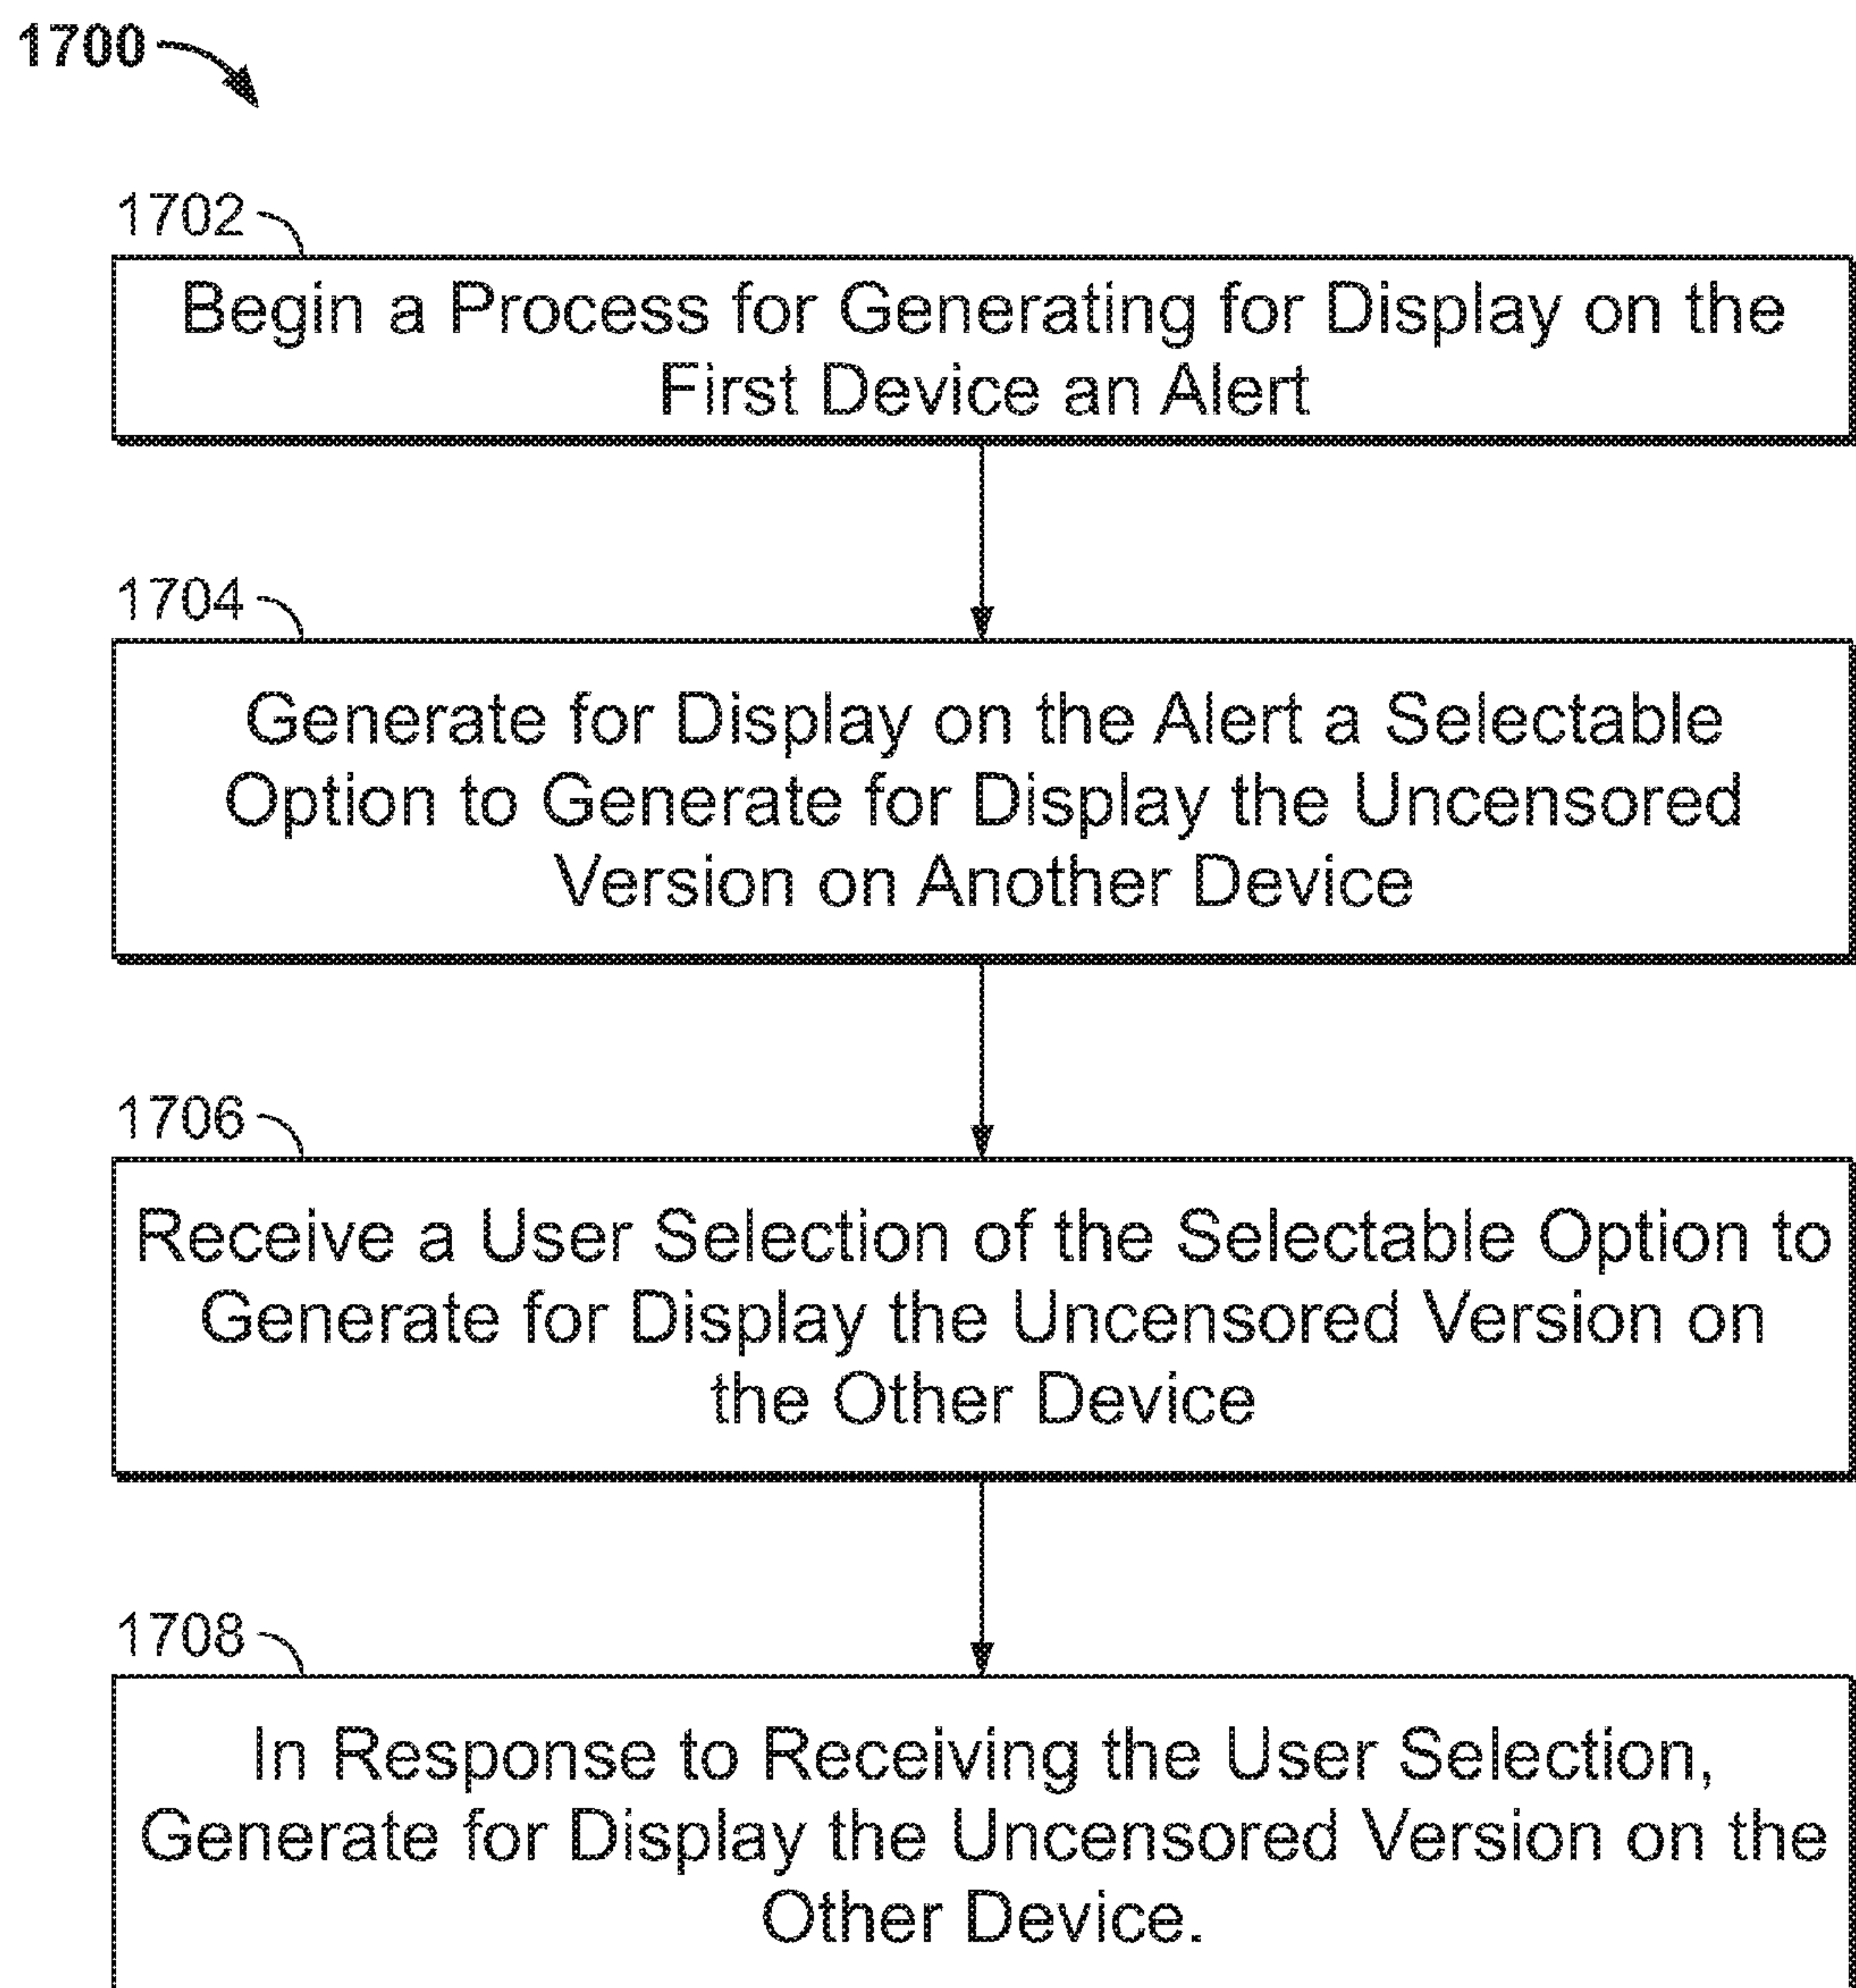 1700
1702
Begin a Process for Generating for Display on the
First Device an Alert
1704
Generate for Display on the Alert a Selectable
Option to Generate for Display the Uncensored
Version on Another Device
1706
Receive a User Selection of the Selectable Option to
Generate for Display the Uncensored Version on
the Other Device
1708
In Response to Receiving the User Selection,
Generate for Display the Uncensored Version on the
Other Device.